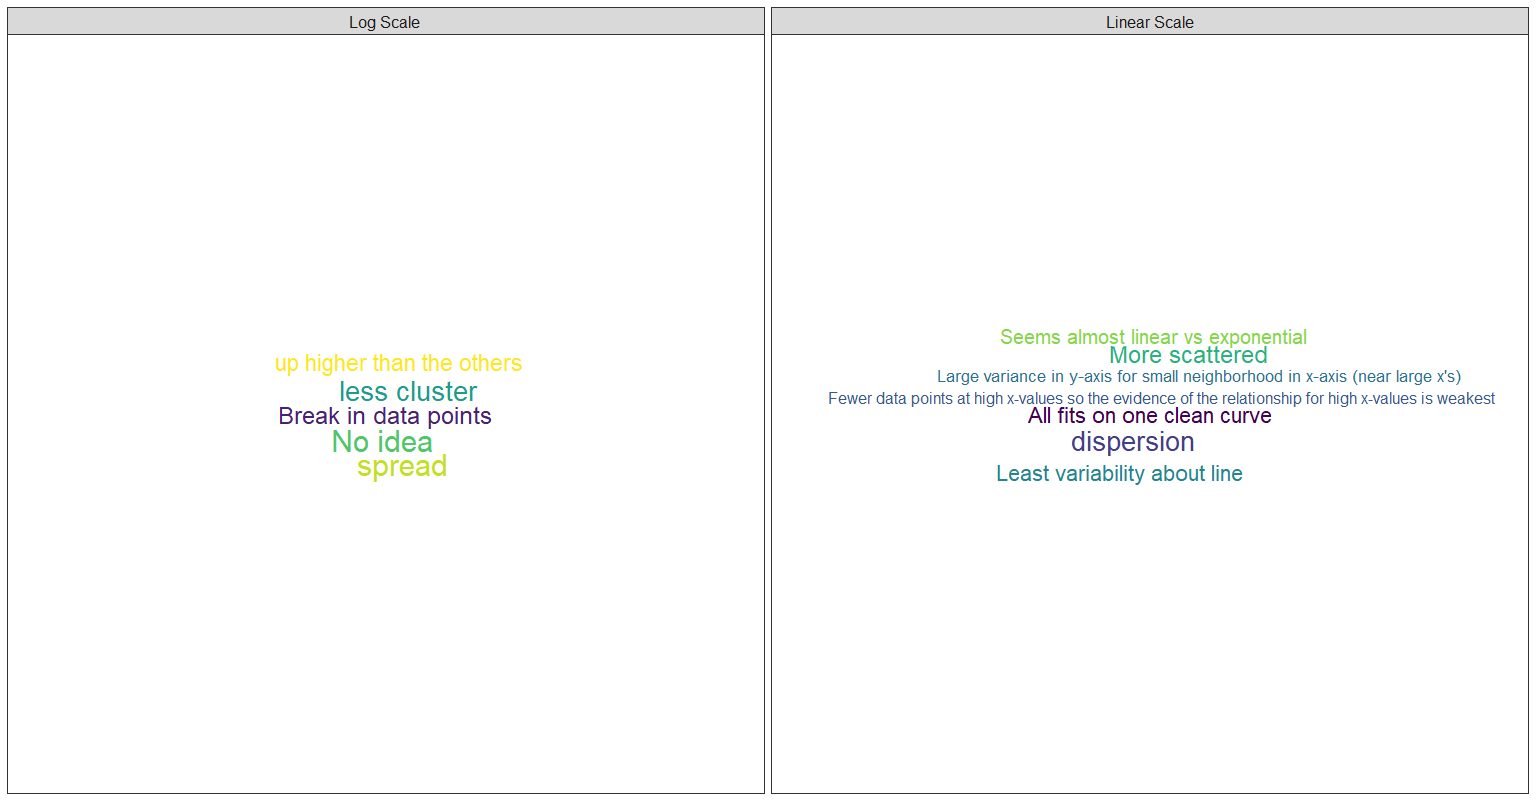 Log Scale
up higher than the others
less cluster
Break in data points
No idea
spread
Linear Scale
Seems almost linear vs exponential
More scattered
Large variance in y-axis for small neighborhood in x-axis (near large x's)
Fewer data points at high x-values so the evidence of the relationship for high x-values is weakest
All fits on one clean curve
dispersion
Least variability about line